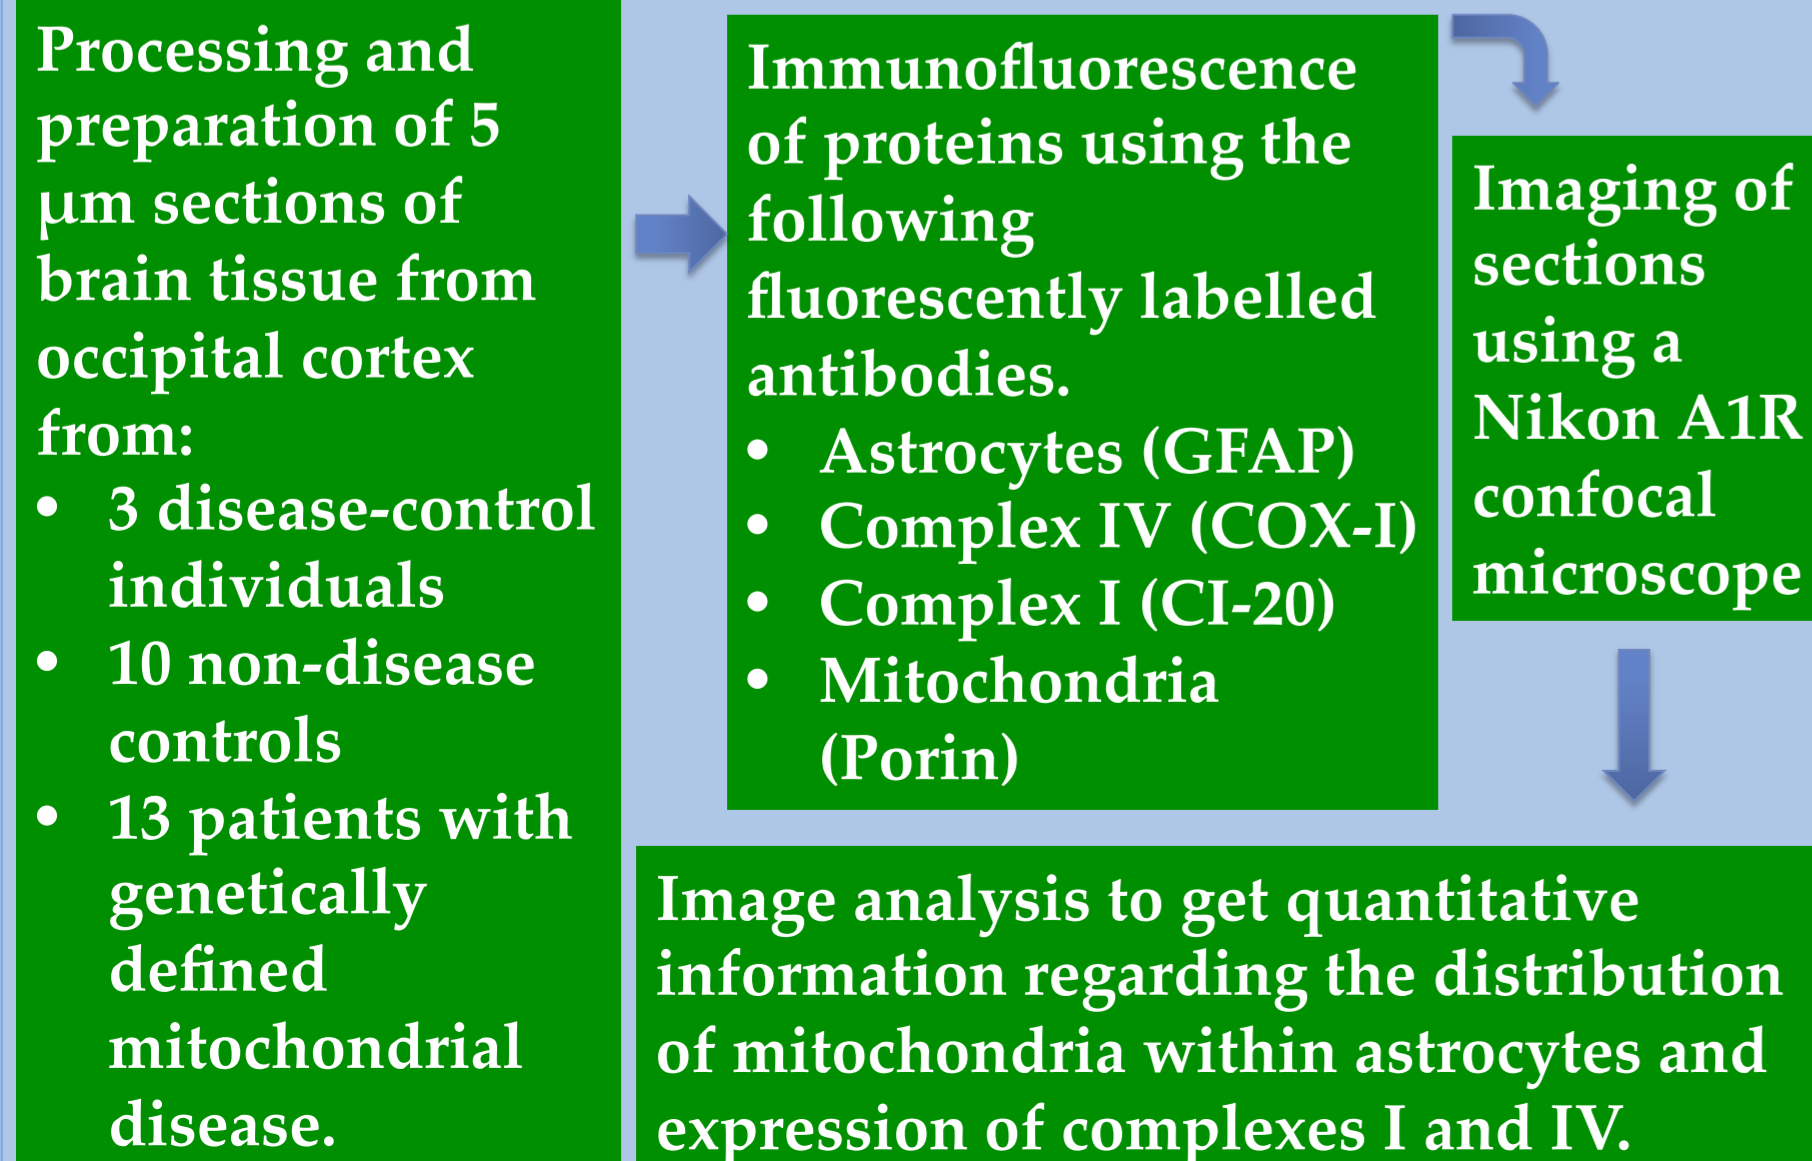 Processing and
preparation of 5
µm sections of
brain tissue from
occipital cortex
from:
• 3 disease-control
individuals
• 10 non-disease
controls
• 13 patients with
genetically
defined
mitochondrial
disease.
Immunofluorescence
of proteins using the
following
fluorescently labelled
antibodies.
• Astrocytes (GFAP)
• Complex IV (COX-I)
• Complex I (CI-20)
• Mitochondria
(Porin)
Imaging of
sections
using a
Nikon A1R
confocal
microscope
Image analysis to get quantitative
information regarding the distribution
of mitochondria within astrocytes and
expression of complexes I and IV.